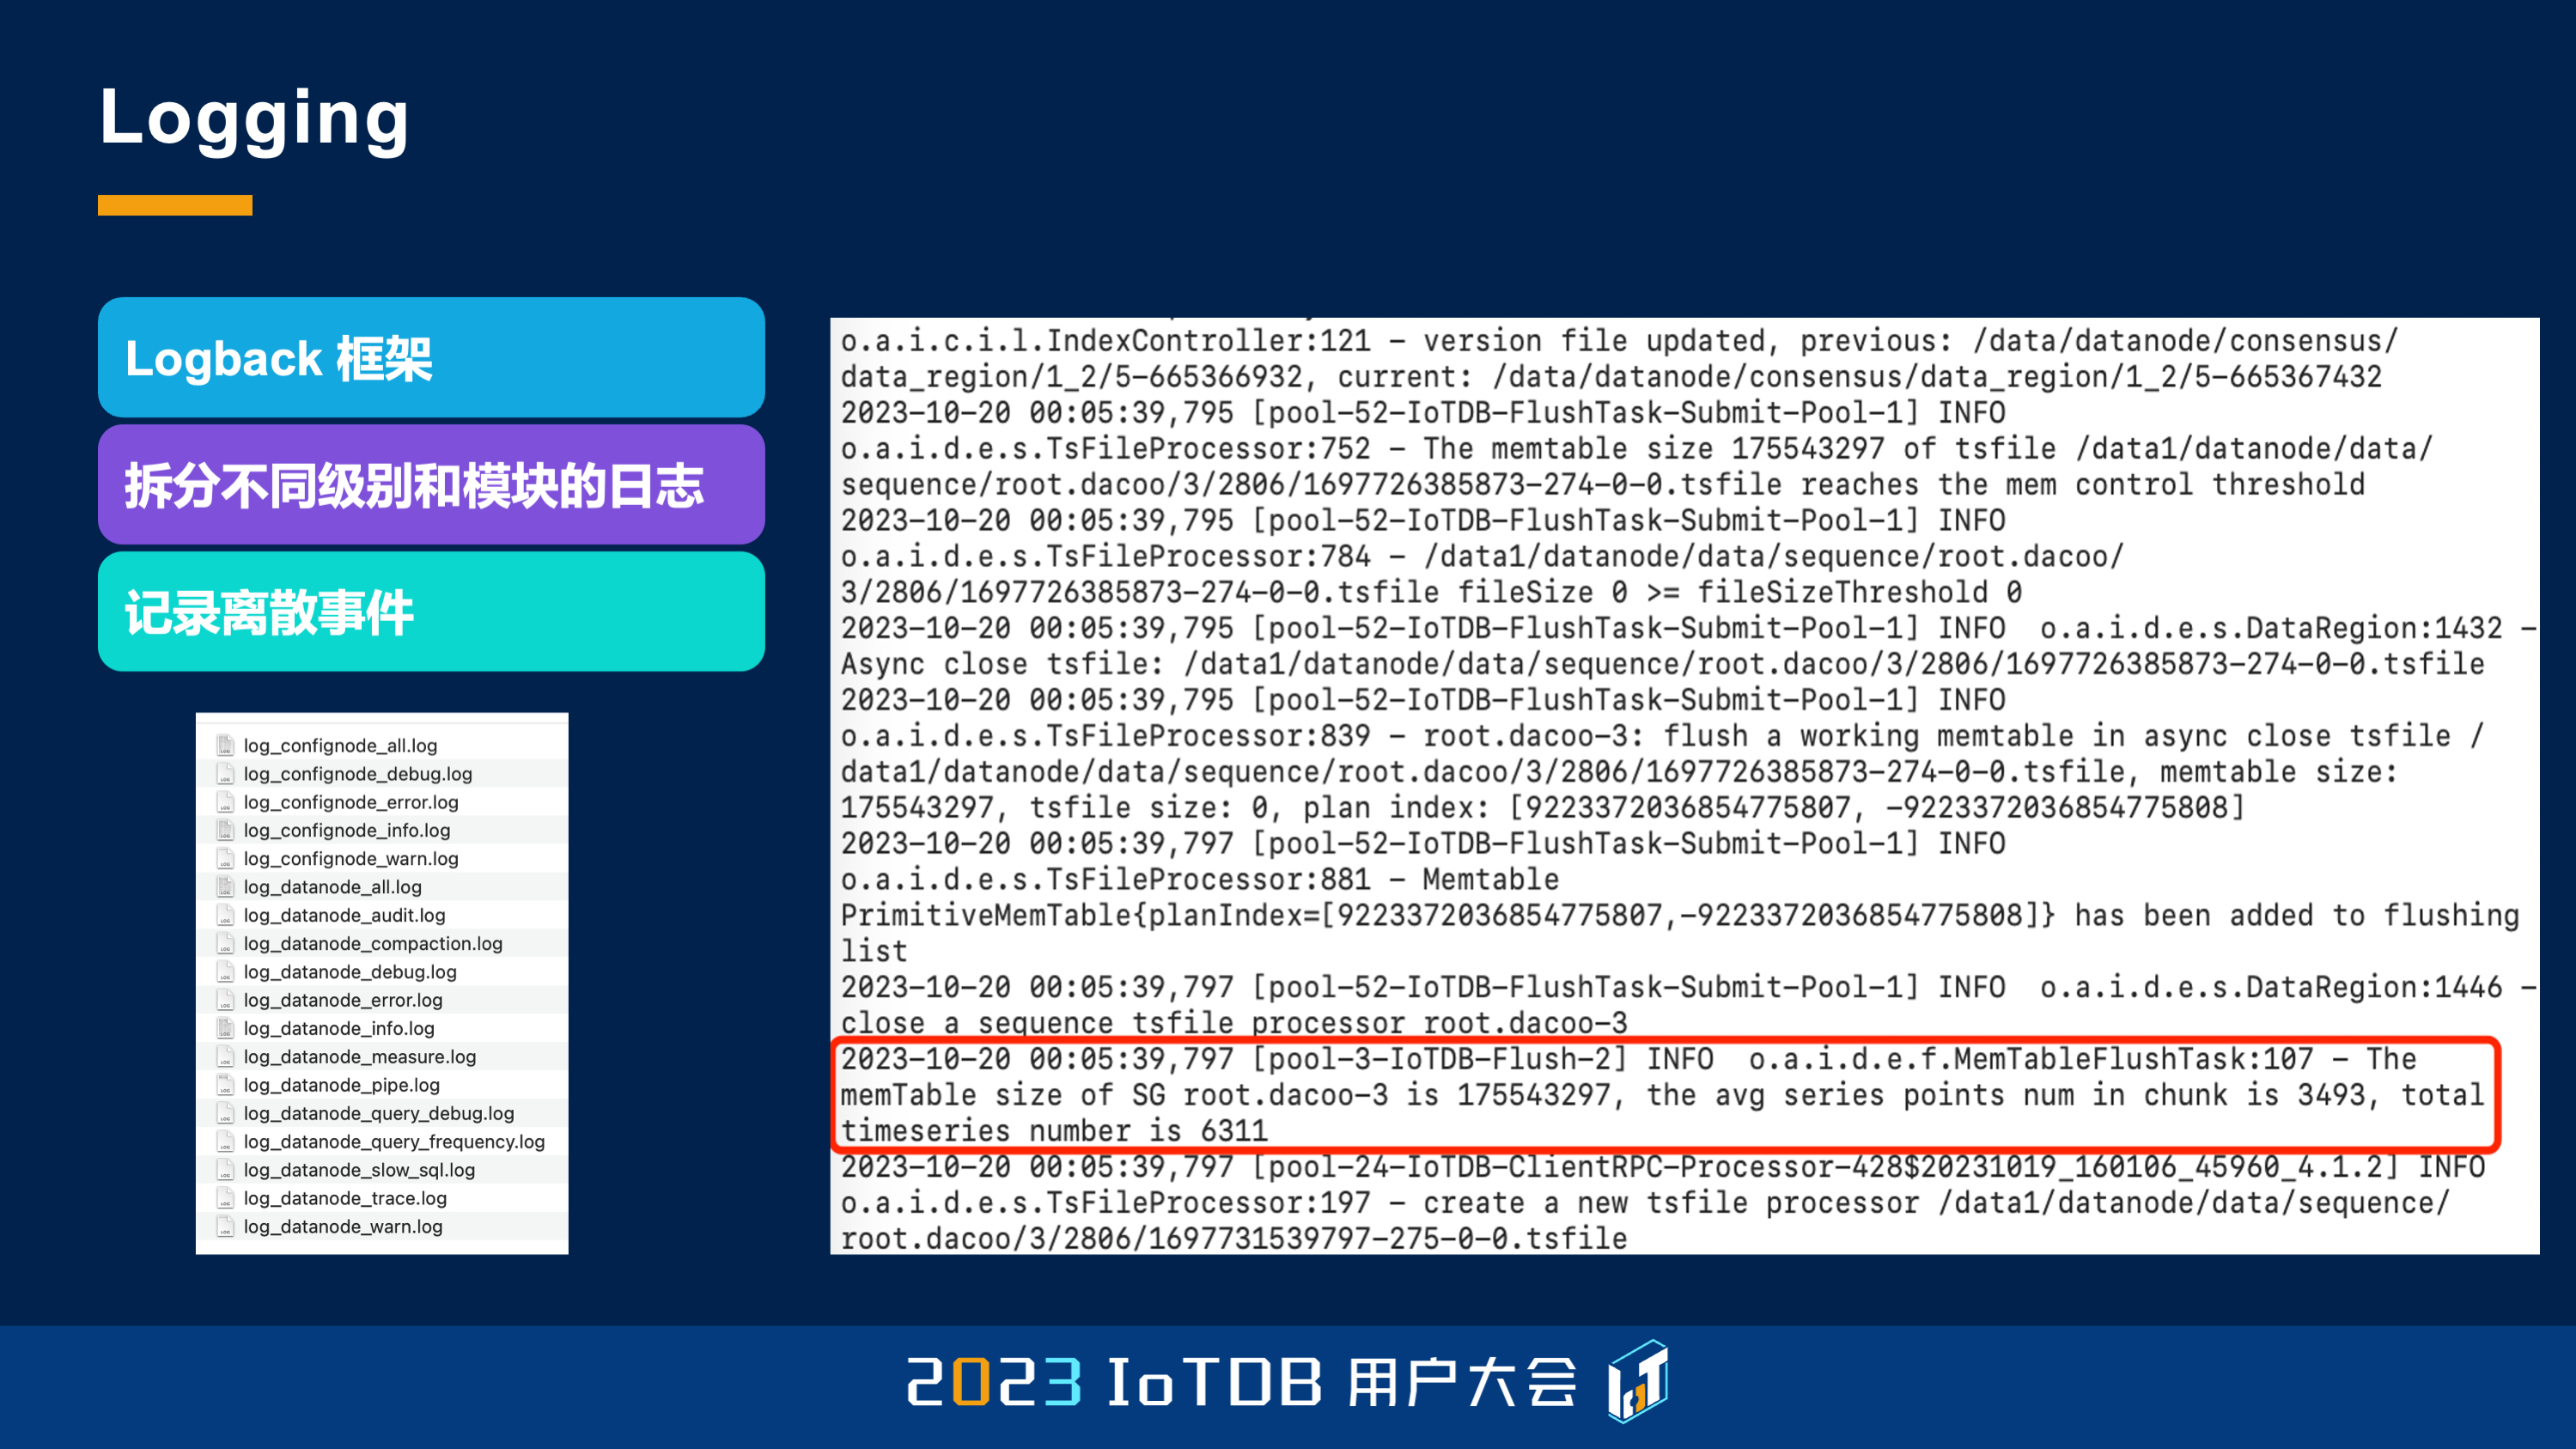 Logging
Logback 框架
拆分不同级别和模块的日志
记录离散事件
log_confignode_all.log
log_confignode_debug.log
log_confignode_error.log
log_confignode_info.log
log_confignode_warn.log
log_datanode_all.log
log_datanode_audit.log
log_datanode_compaction.log
log_datanode_debug.log
log_datanode_error.log
log_datanode_info.log
log_datanode_measure.log
log_datanode_pipe.log
log_datanode_query_debug.log
log_datanode_query_frequency.log
log_datanode_slow_sql.log
log_datanode_trace.log
log_datanode_warn.log
o.a.i.c.i.l.IndexController:121 – version file updated, previous: /data/datanode/consensus/
data_region/1_2/5-665366932, current: /data/datanode/consensus/data_region/1_2/5-665367432
2023-10-20 00:05:39,795 [pool-52-IoTDB-FlushTask-Submit-Pool-1] INFO
o.a.i.d.e.s.TsFileProcessor:752 – The memtable size 175543297 of tsfile /data1/datanode/data/
sequence/root.dacoo/3/2806/1697726385873-274-0-0.tsfile reaches the mem control threshold
2023-10-20 00:05:39,795 [pool-52-IoTDB-FlushTask-Submit-Pool-1] INFO
o.a.i.d.e.s.TsFileProcessor:784 – /data1/datanode/data/sequence/root.dacoo/
3/2806/1697726385873-274-0-0.tsfile fileSize 0 >= fileSizeThreshold 0
2023-10-20 00:05:39,795 [pool-52-IoTDB-FlushTask-Submit-Pool-1] INFO  o.a.i.d.e.s.DataRegion:1432 –
Async close tsfile: /data1/datanode/data/sequence/root.dacoo/3/2806/1697726385873-274-0-0.tsfile
2023-10-20 00:05:39,795 [pool-52-IoTDB-FlushTask-Submit-Pool-1] INFO
o.a.i.d.e.s.TsFileProcessor:839 – root.dacoo-3: flush a working memtable in async close tsfile /
data1/datanode/data/sequence/root.dacoo/3/2806/1697726385873-274-0-0.tsfile, memtable size:
175543297, tsfile size: 0, plan index: [9223372036854775807, -9223372036854775808]
2023-10-20 00:05:39,797 [pool-52-IoTDB-FlushTask-Submit-Pool-1] INFO
o.a.i.d.e.s.TsFileProcessor:881 – Memtable
PrimitiveMemTable{planIndex=[9223372036854775807,-9223372036854775808]} has been added to flushing
list
2023-10-20 00:05:39,797 [pool-52-IoTDB-FlushTask-Submit-Pool-1] INFO  o.a.i.d.e.s.DataRegion:1446 –
close a sequence tsfile processor root.dacoo-3
2023-10-20 00:05:39,797 [pool-3-IoTDB-Flush-2] INFO  o.a.i.d.e.f.MemTableFlushTask:107 – The
memTable size of SG root.dacoo-3 is 175543297, the avg series points num in chunk is 3493, total
timeseries number is 6311
2023-10-20 00:05:39,797 [pool-24-IoTDB-ClientRPC-Processor-428$20231019_160106_45960_4.1.2] INFO
o.a.i.d.e.s.TsFileProcessor:197 – create a new tsfile processor /data1/datanode/data/sequence/
root.dacoo/3/2806/1697731539797-275-0-0.tsfile
2023 IoTDB 用户大会